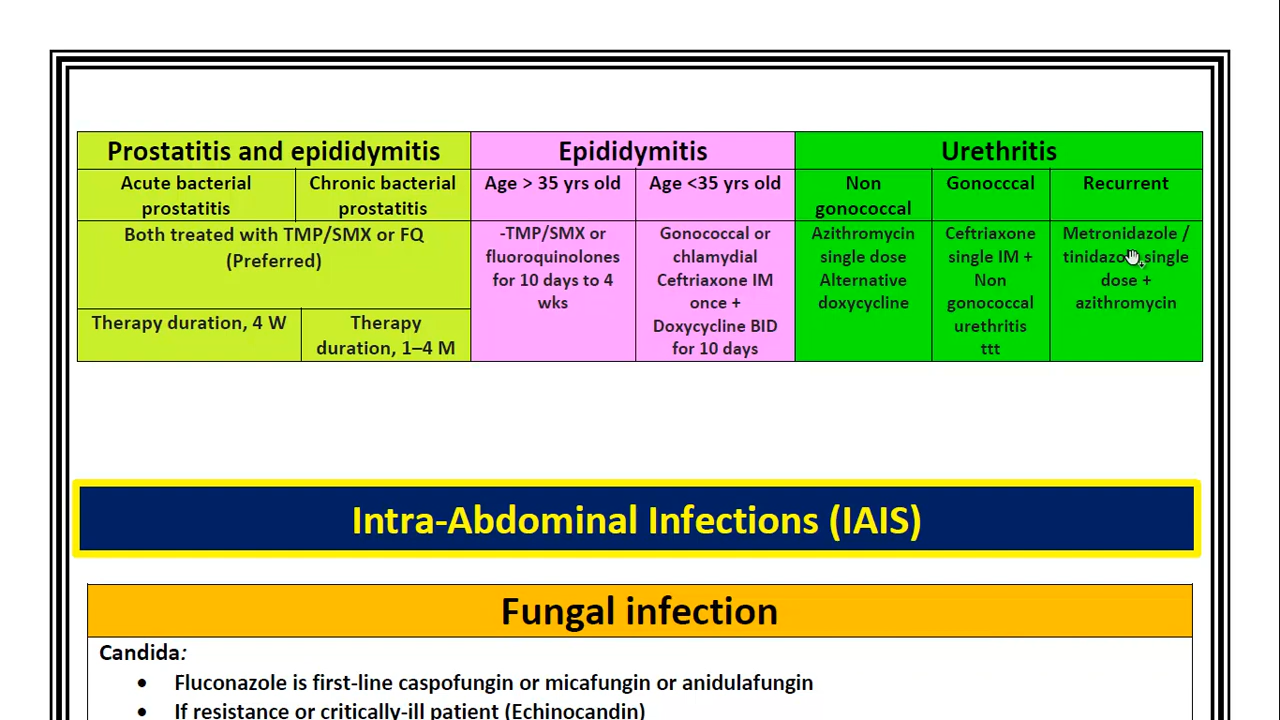 Prostatitis and epididymitis
Acute bacterial
prostatitis
Chronic bacterial
prostatitis
Both treated with TMP/SMX or FQ
(Preferred)
Therapy duration, 4 W
Therapy
duration, 1–4 M
Epididymitis
Age > 35 yrs old
Age <35 yrs old
-TMP/SMX or
fluoroquinolones
for 10 days to 4
wks
Gonococcal or
chlamydial
Ceftriaxone IM
once +
Doxycycline BID
for 10 days
Urethritis
Non
gonococcal
Gonocccal
Recurrent
Azithromycin
single dose
Alternative
doxycycline
Ceftriaxone
single IM +
Non
gonococcal
urethritis
ttt
Metronidazole /
single
dose +
azithromycin
Intra-Abdominal Infections (IAIS)
Fungal infection
Candida:
• Fluconazole is first-line caspofungin or micafungin or anidulafungin
• If resistance or critically-ill patient (Echinocandin)